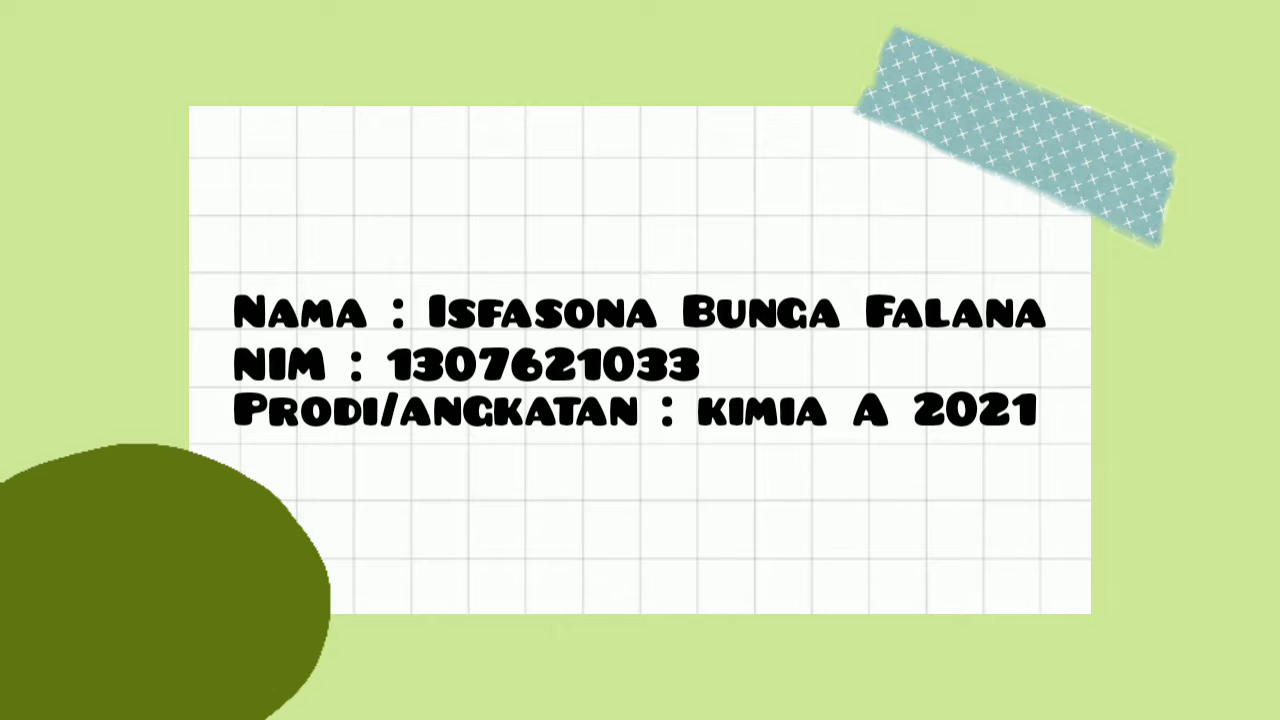 Nama : Isfasona Bunga Falana
NIM : 1307621033
Prodi/angkatan : kimia A 2021